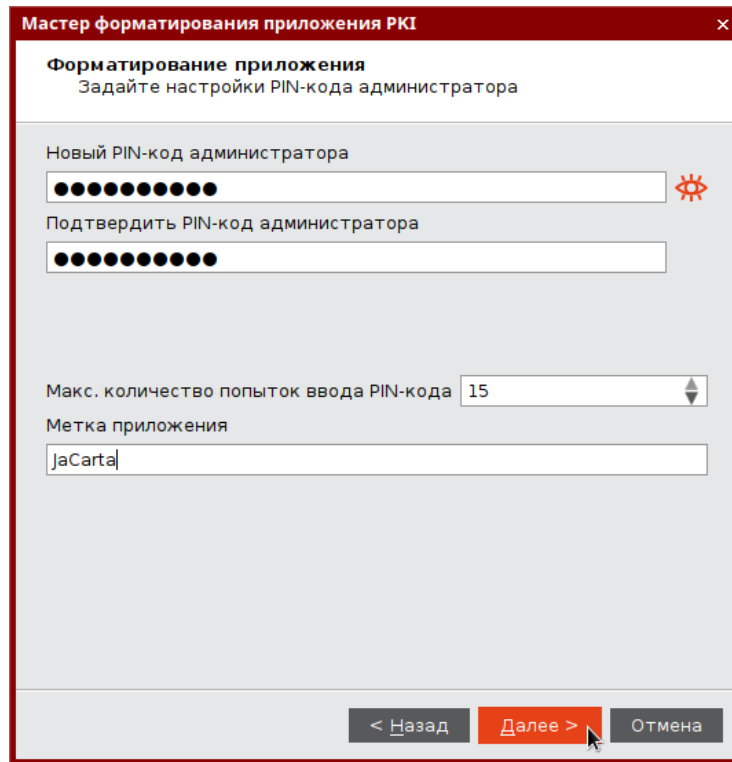 Мастер форматирования приложения PKI
Форматирование приложения
Задайте настройки PIN-кода администратора
Новый PIN-код администратора
●●●●●●●●●●
Подтвердить PIN-код администратора
●●●●●●●●●●
Макс. количество попыток ввода PIN-кода 15
Метка приложения
JaCarta
< Назад Далее > Отмена